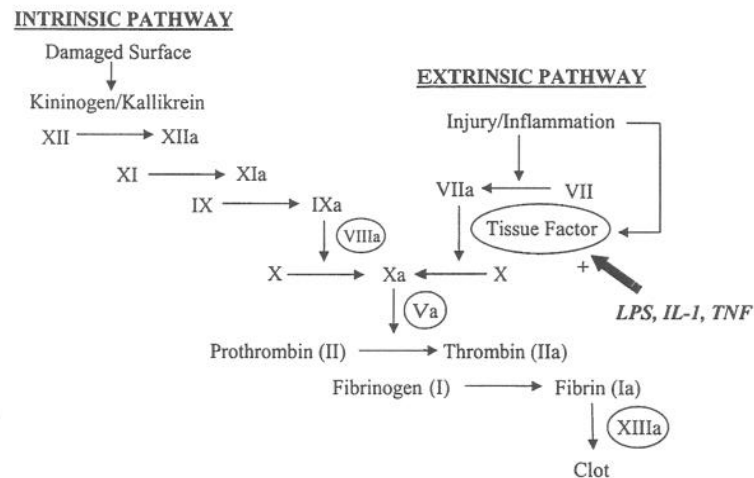 INTRINSIC PATHWAY
Damaged Surface
Kininogen/Kallikrein
XII XIIa
XI XIa
IX IXa
VIIIa
EXTRINSIC PATHWAY
Injury/Inflammation
VIIa VII
Tissue Factor
+
LPS, IL-1, TNF
X Xa X
Va
Prothrombin (II) Thrombin (IIa)
Fibrinogen (I) Fibrin (Ia)
XIIIa
Clot